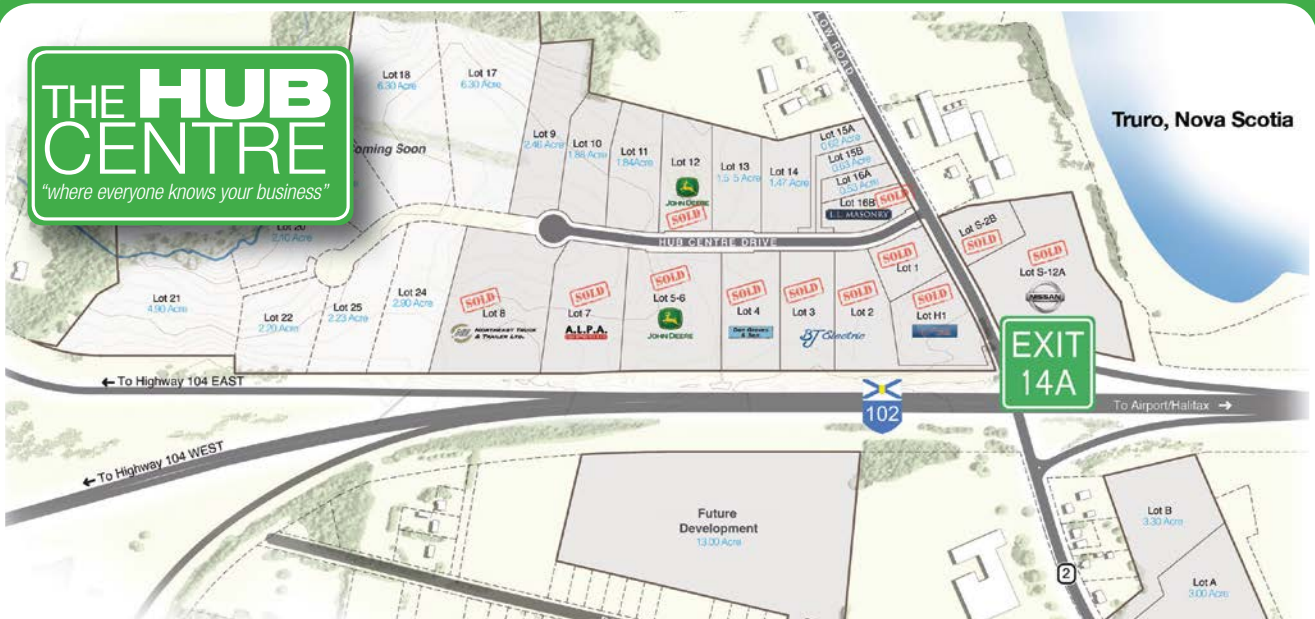 THE HUB
CENTRE
"where everyone knows your business"
Truro, Nova Scotia
LOW ROAD
Lot 18
6.30 Acre
Lot 17
6.30 Acre
Coming Soon
Lot 9
2.46 Acre
Lot 10
1.86 Acre
Lot 11
1.84Acre
Lot 12
JOHN DEERE
SOLD
Lot 13
Lot 14
1.47 Acre
Lot 15A
0.62 Acre
Lot 15B
0.63 Acre
Lot 16A
0.53 Acre
Lot 16B
SOLD
L.L. MASONRY
HUB CENTRE DRIVE
Lot 20
2.10 Acre
Lot 21
4.90 Acre
Lot 22
2.20 Acre
Lot 25
2.23 Acre
Lot 24
2.90 Acre
SOLD
Lot 8
NORTHEAST TRUCK
& TRAILER LTD.
SOLD
Lot 7
A.L.P.A.
SOLD
Lot 5-6
JOHN DEERE
SOLD
Lot 4
Don Groves
& Son
SOLD
Lot 3
BJ Electric
SOLD
Lot 2
SOLD
Lot 1
SOLD
Lot H1
Lot S-2B
SOLD
SOLD
Lot S-12A
NISSAN
EXIT
14A
← To Highway 104 EAST
102
To Airport/Halifax →
← To Highway 104 WEST
Future
Development
13.00 Acre
2
Lot B
3.30 Acre
Lot A
3.00 Acre